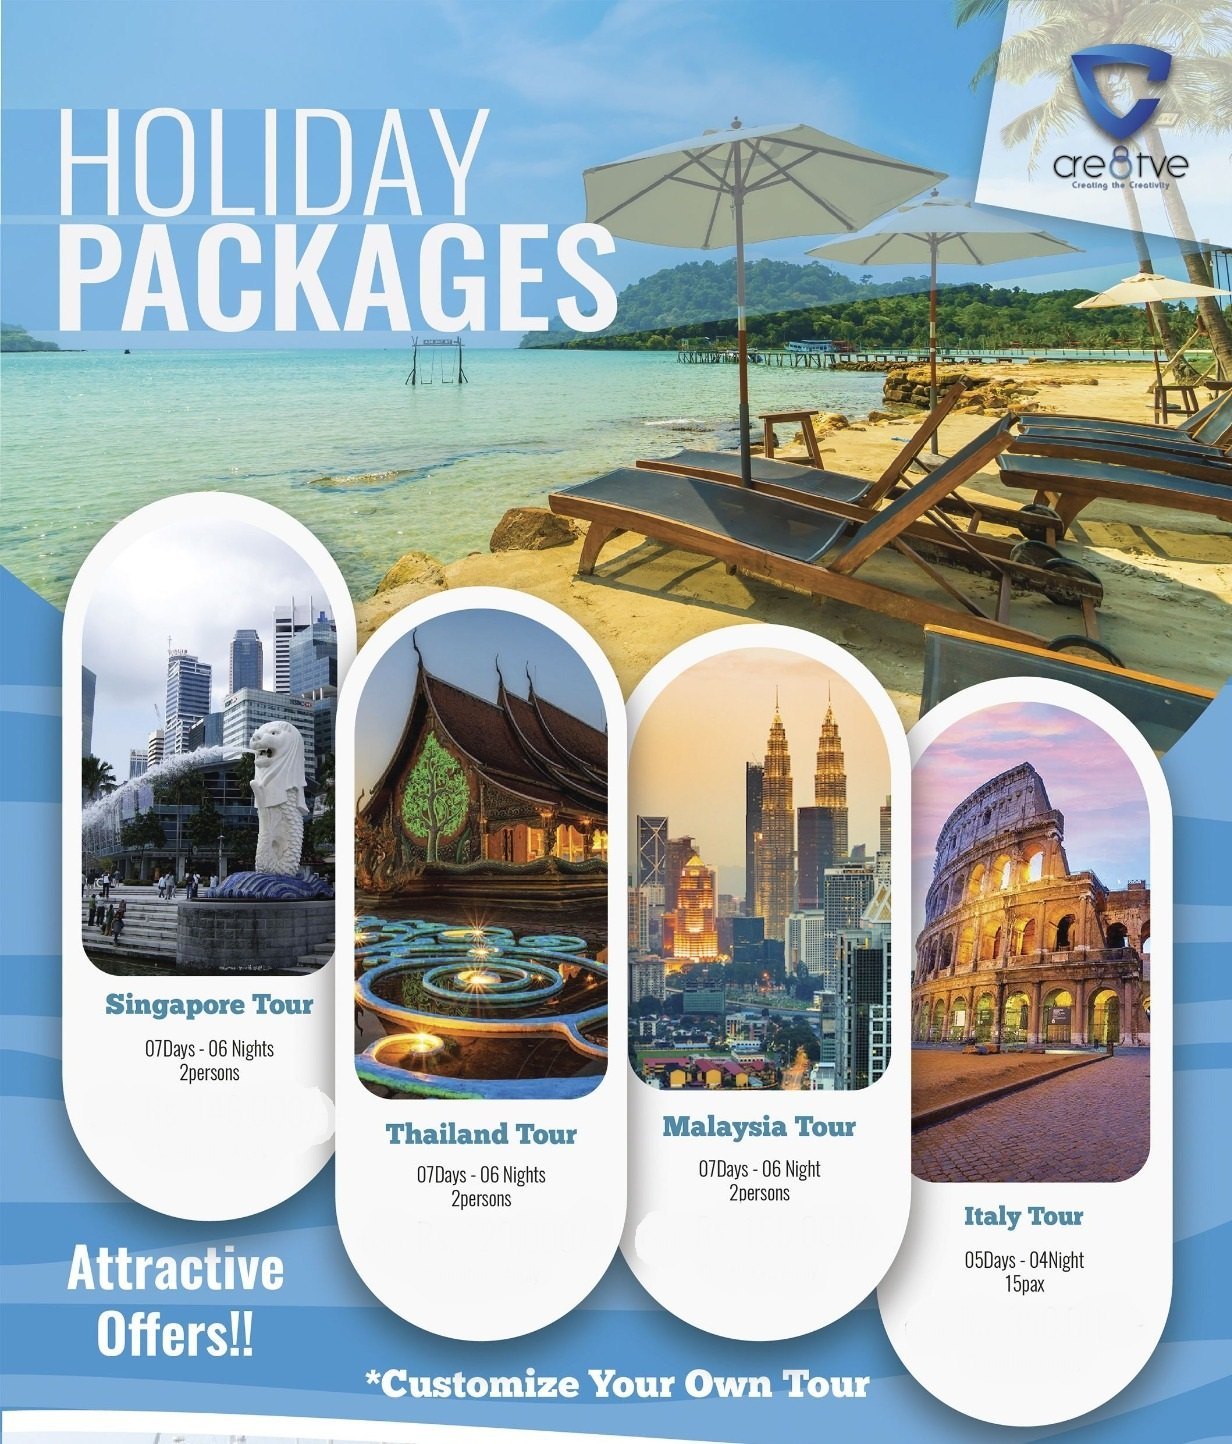 HOLIDAY
PACKAGES
cre8tve
Creating the Creativity
Singapore Tour
07Days - 06 Nights
2persons
Thailand Tour
07Days - 06 Nights
2persons
Malaysia Tour
07Days - 06 Night
2persons
Italy Tour
05Days - 04Night
15pax
Attractive
Offers!!
*Customize Your Own Tour